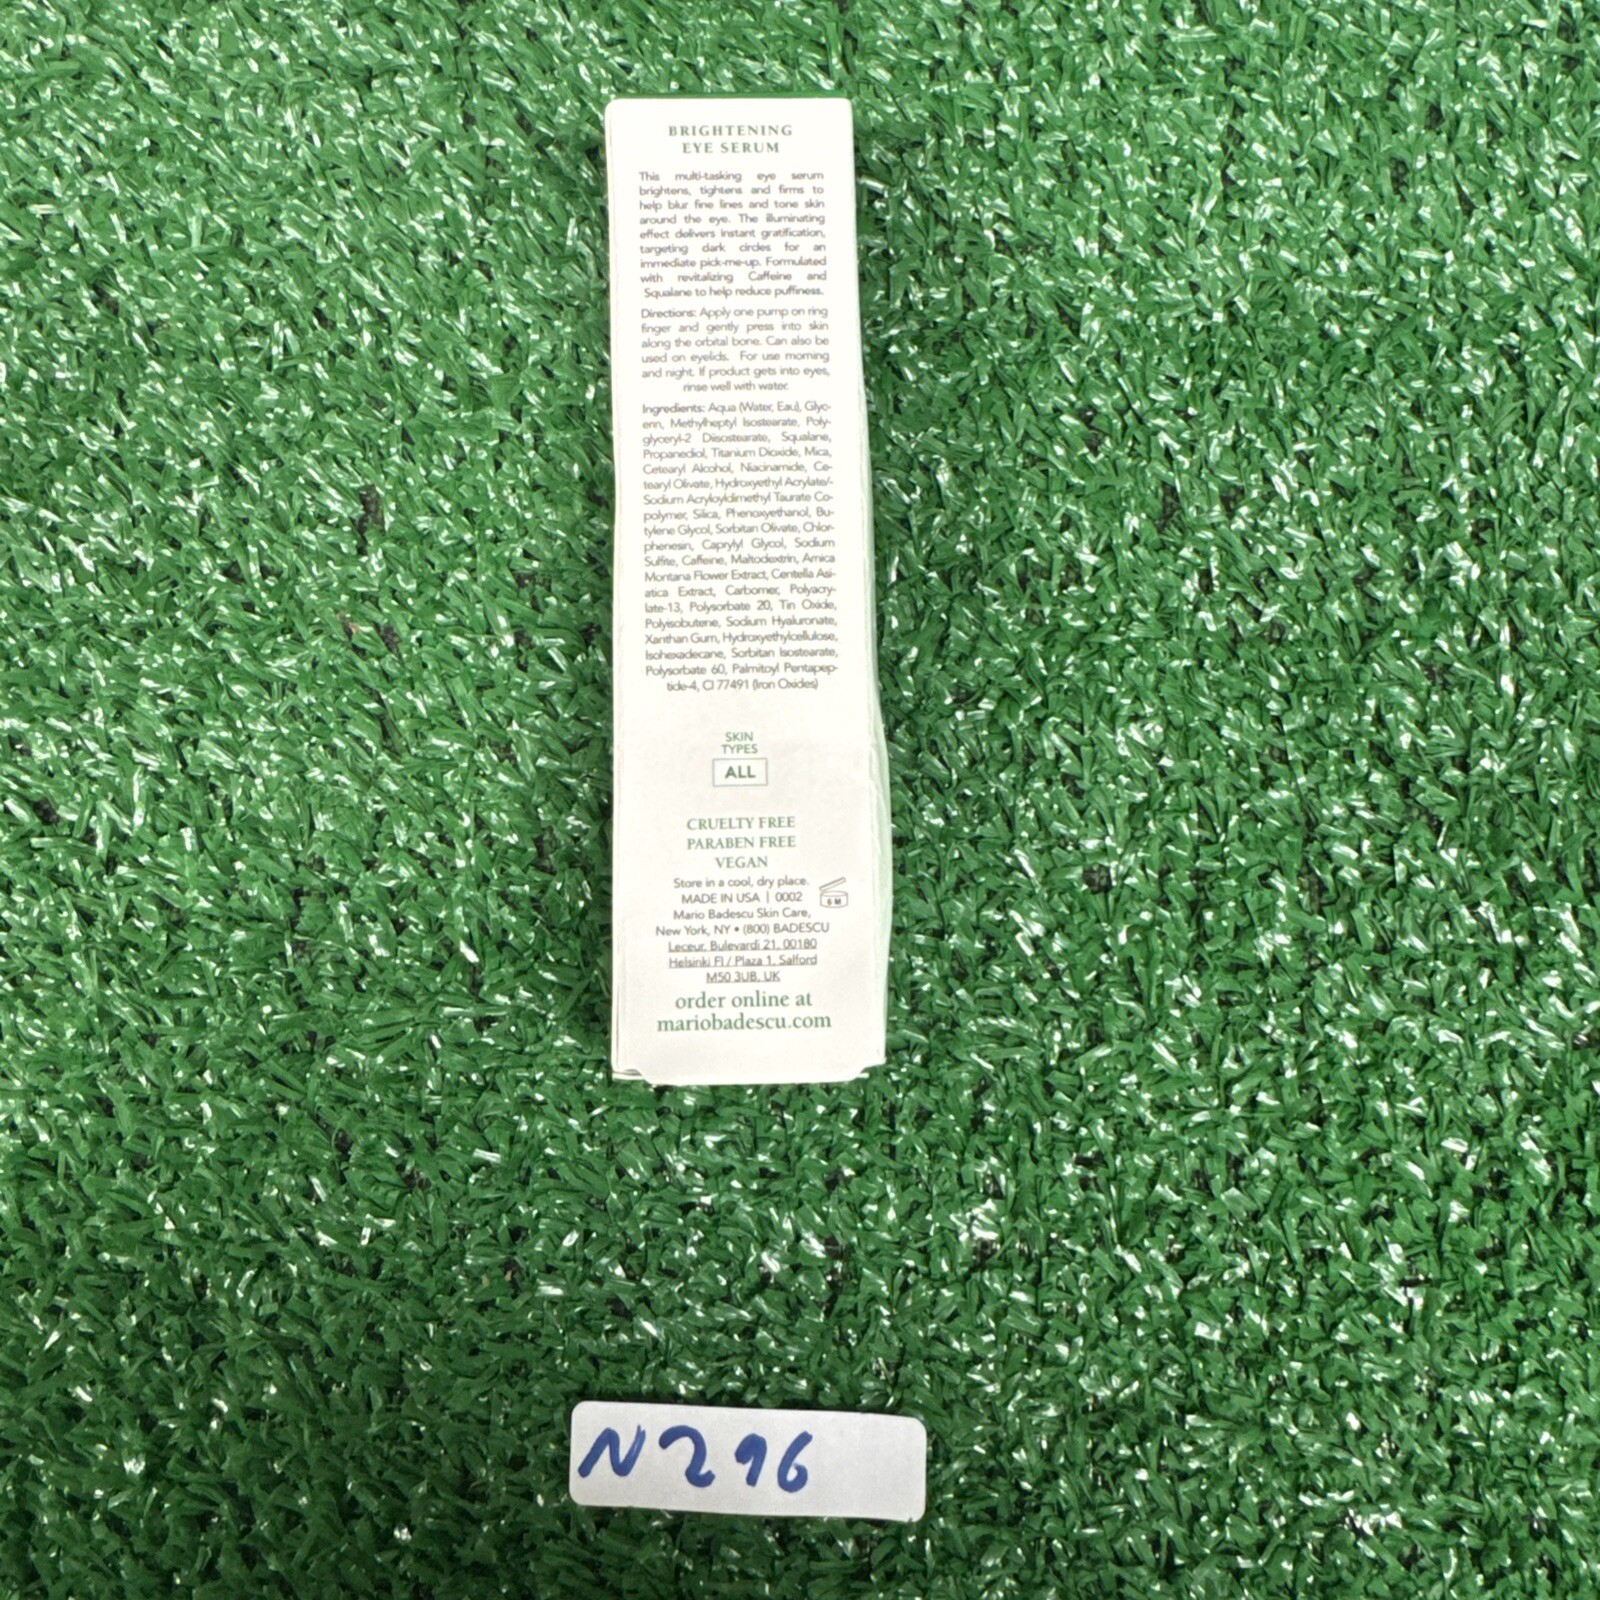 BRIGHTENING
EYE SERUM
This multi-tasking eye serum
brightens, tightens and firms to
help blur fine lines and tone skin
around the eye. The illuminating
effect delivers instant gratification,
targeting dark circles for an
immediate pick-me-up. Formulated
with revitalizing Caffeine and
Squalane to help reduce puffiness.
Directions: Apply one pump on ring
finger and gently press into skin
along the orbital bone. Can also be
used on eyelids. For use morning
and night. If product gets into eyes,
rinse well with water.
Ingredients: Aqua (Water, Eau), Glyc-
erin, Methylheptyl Isostearate, Poly-
glyceryl-2 Diisostearate, Squalane,
Propanediol, Titanium Dioxide, Mica,
Cetearyl Alcohol, Niacinamide, Ce-
tearyl Olivate, Hydroxyethyl Acrylate/-
Sodium Acryloyldimethyl Taurate Co-
polymer, Silica, Phenoxyethanol, Bu-
tylene Glycol, Sorbitan Olivate, Chlor-
phenesin, Caprylyl Glycol, Sodium
Sulfite, Caffeine, Maltodextrin, Arnica
Montana Flower Extract, Centella Asi-
atica Extract, Carbomer, Polyacry-
late-13, Polysorbate 20, Tin Oxide,
Polyisobutene, Sodium Hyaluronate,
Xanthan Gum, Hydroxyethylcellulose,
Isohexadecane, Sorbitan Isostearate,
Polysorbate 60, Palmitoyl Pentapep-
tide-4, CI 77491 (Iron Oxides)
SKIN
TYPES
ALL
CRUELTY FREE
PARABEN FREE
VEGAN
Store in a cool, dry place.
MADE IN USA | 0002
6 M
Mario Badescu Skin Care,
New York, NY • (800) BADESCU
Leceur, Bulevardi 21, 00180
Helsinki FI / Plaza 1, Salford
M50 3UB, UK
order online at
mariobadescu.com
N296